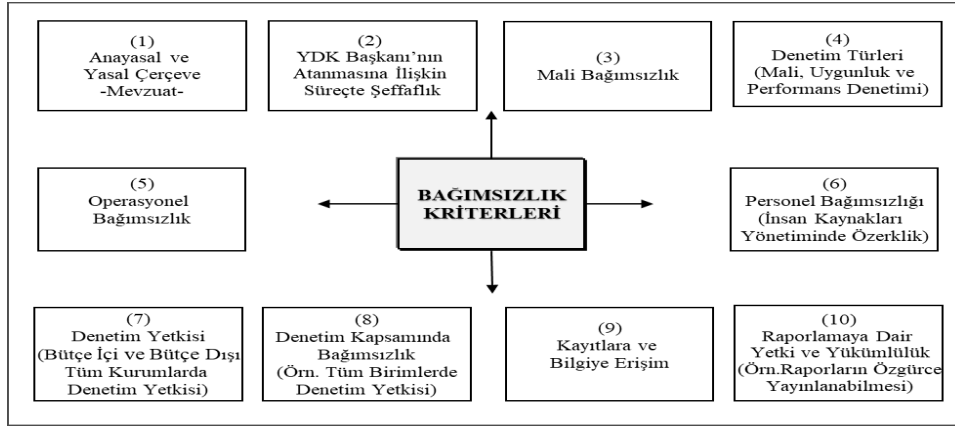 (1)
Anayasal ve
Yasal Çerçeve
-Mevzuat-
(2)
YDK Başkanı’nın
Atanmasına İlişkin
Süreçte Şeffaflık
(3)
Mali Bağımsızlık
(4)
Denetim Türleri
(Mali, Uygunluk ve
Performans Denetimi)
(5)
Operasyonel
Bağımsızlık
BAĞIMSIZLIK
KRİTERLERİ
(6)
Personel Bağımsızlığı
(İnsan Kaynakları
Yönetiminde Özerklik)
(7)
Denetim Yetkisi
(Bütçe İçi ve Bütçe Dışı
Tüm Kurumlarda
Denetim Yetkisi)
(8)
Denetim Kapsamında
Bağımsızlık
(Örn. Tüm Birimlerde
Denetim Yetkisi)
(9)
Kayıtlara ve
Bilgiye Erişim
(10)
Raporlamaya Dair
Yetki ve Yükümlülük
(Örn.Raporların Özgürce
Yayınlanabilmesi)